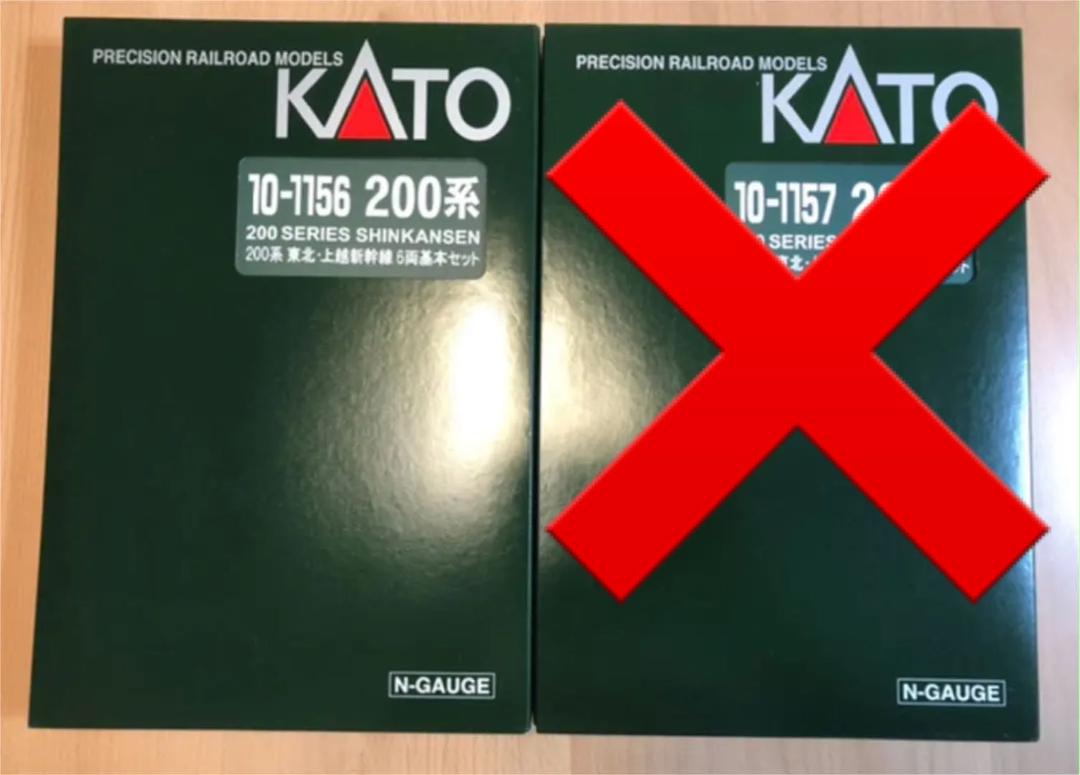 PRECISION RAILROAD MODELS
KATO
10-1156 200系
200 SERIES SHINKANSEN
200系 東北・上越新幹線 6両基本セット
N-GAUGE
PRECISION RAILROAD MODELS
KATO
10-1157
SERIES
N-GAUGE